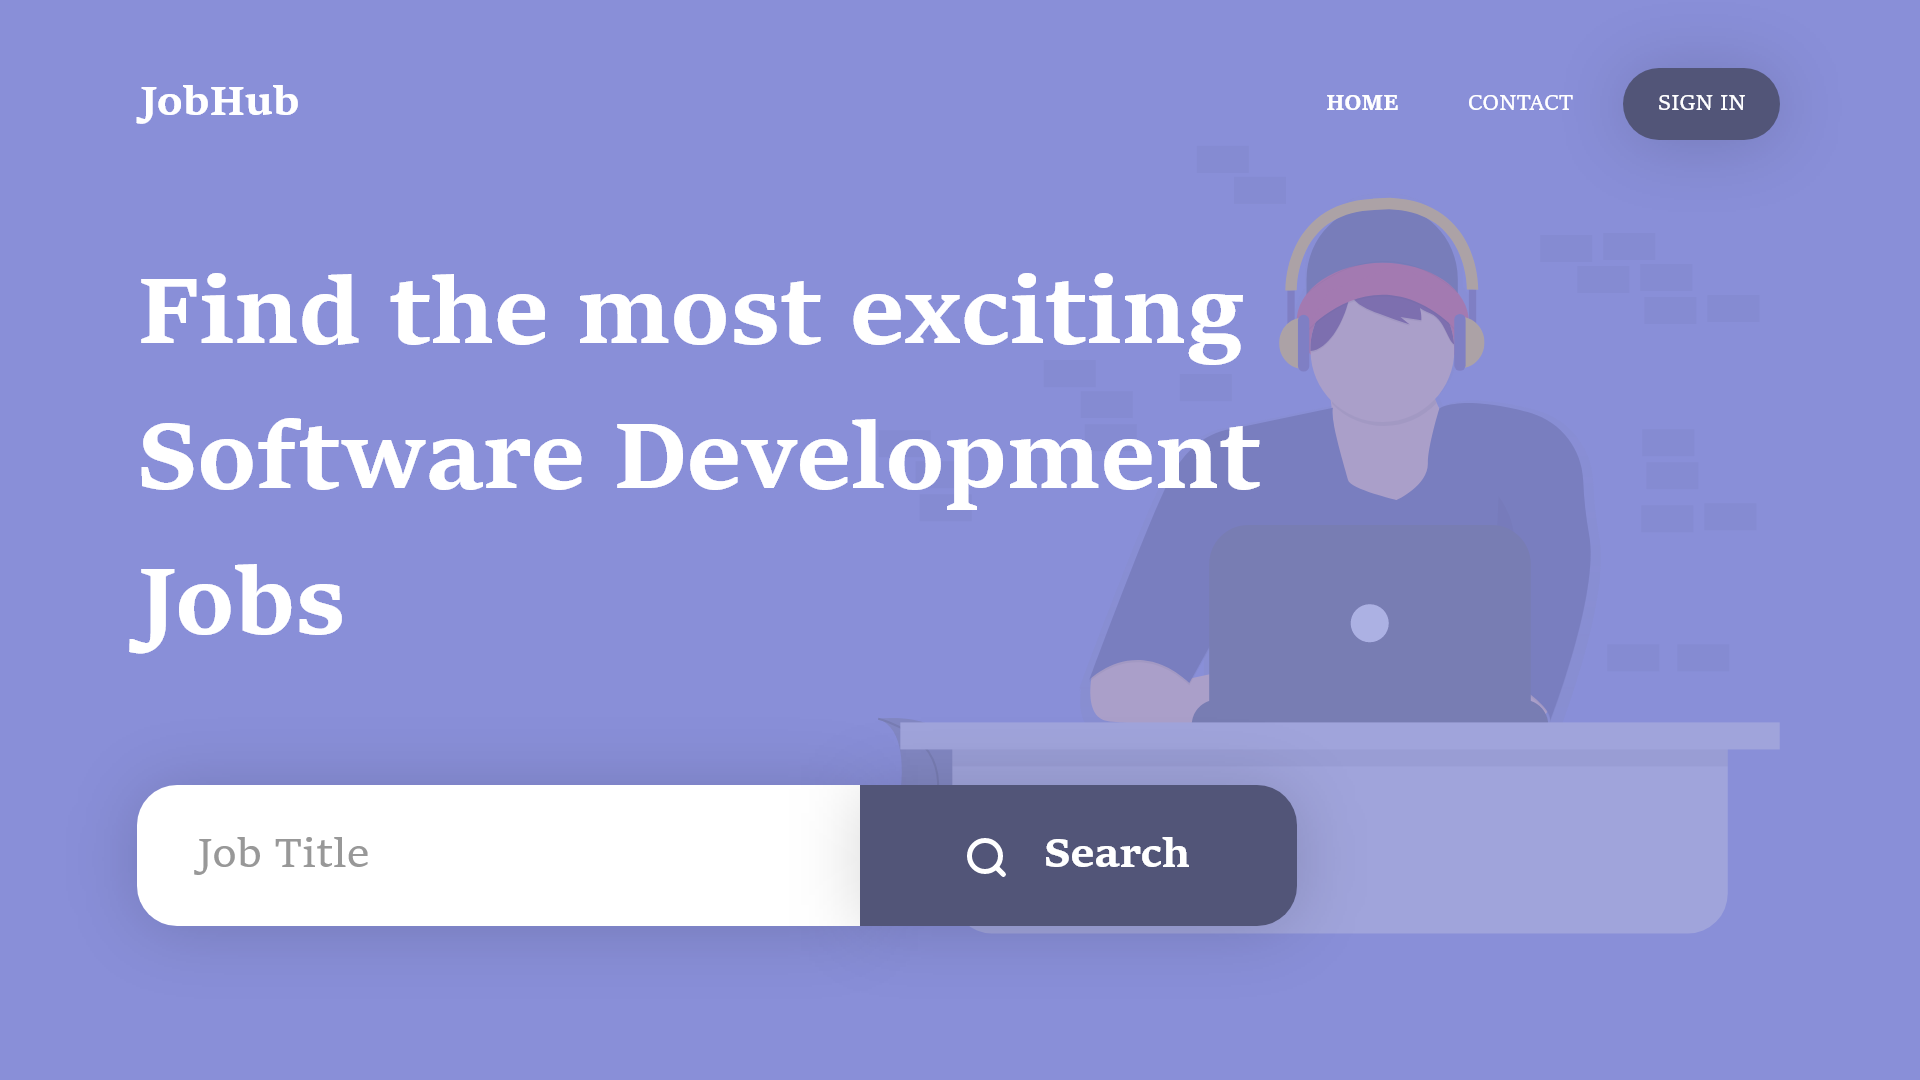 JobHub
HOME
CONTACT
SIGN IN
Find the most exciting
Software Development
Jobs
Job Title
Search